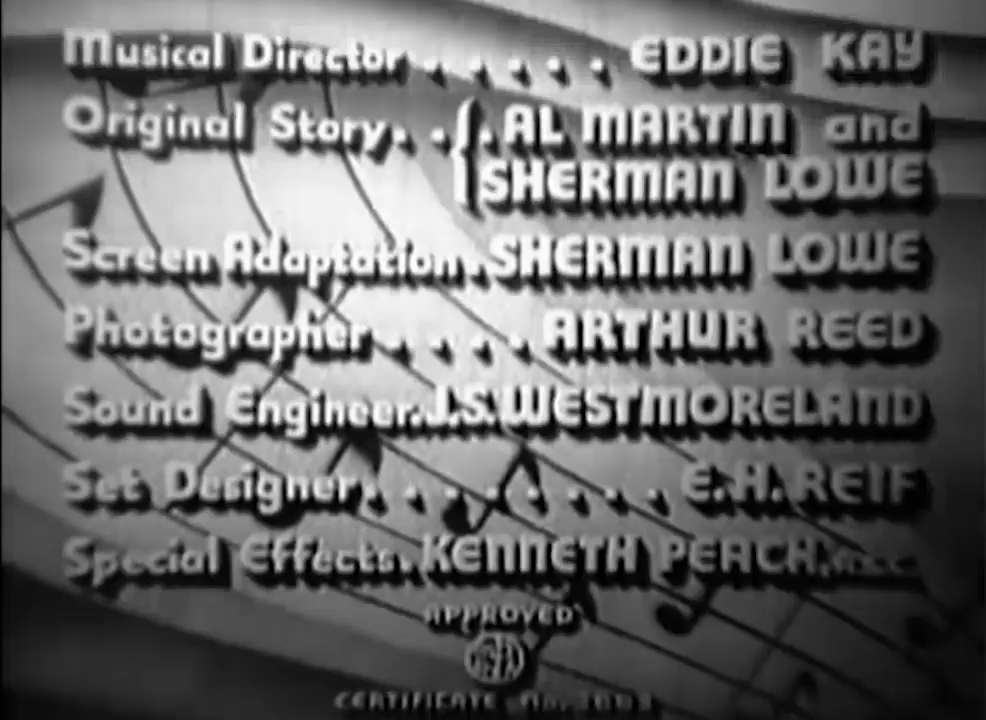 Musical Director . . . . . EDDIE KAY
Original Story. . { . AL MARTIN and
SHERMAN LOWE
Screen Adaptation . SHERMAN LOWE
Photographer . . . . ARTHUR REED
Sound Engineer . J.S. WESTMORELAND
Set Designer . . . . . . . . E.H. REIF
Special Effects . KENNETH PEACH,
APPROVED
CERTIFICATE No.